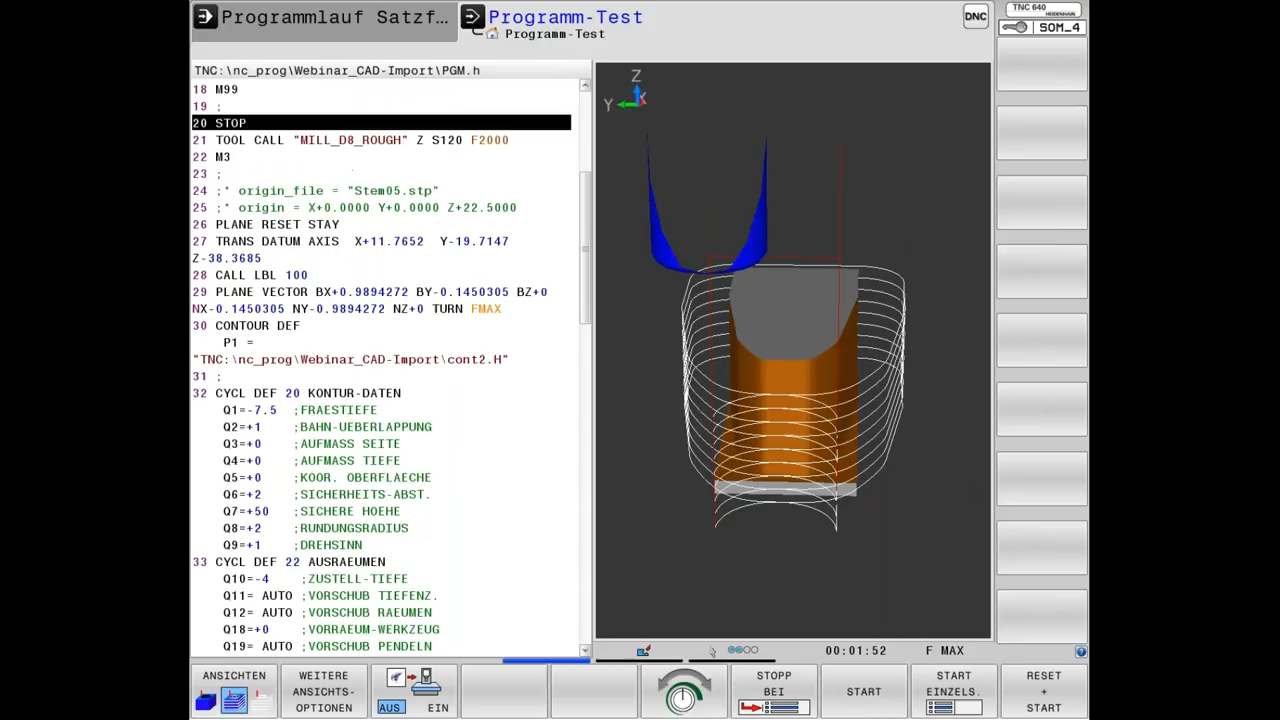 Programmlauf Satzf…
Programm-Test
Programm-Test
DNC
TNC 640
HEIDENHAIN
SOM_4
TNC:\nc_prog\Webinar_CAD-Import\PGM.h
18 M99
19 ;
20 STOP
21 TOOL CALL "MILL_D8_ROUGH" Z S120 F2000
22 M3
23 ;
24 ;* origin_file = "Stem05.stp"
25 ;* origin = X+0.0000 Y+0.0000 Z+22.5000
26 PLANE RESET STAY
27 TRANS DATUM AXIS  X+11.7652  Y-19.7147
Z-38.3685
28 CALL LBL 100
29 PLANE VECTOR BX+0.9894272 BY-0.1450305 BZ+0
NX-0.1450305 NY-0.9894272 NZ+0 TURN FMAX
30 CONTOUR DEF
P1 =
"TNC:\nc_prog\Webinar_CAD-Import\cont2.H"
31 ;
32 CYCL DEF 20 KONTUR-DATEN
Q1=-7.5  ;FRAESTIEFE
Q2=+1    ;BAHN-UEBERLAPPUNG
Q3=+0    ;AUFMASS SEITE
Q4=+0    ;AUFMASS TIEFE
Q5=+0    ;KOOR. OBERFLAECHE
Q6=+2    ;SICHERHEITS-ABST.
Q7=+50   ;SICHERE HOEHE
Q8=+2    ;RUNDUNGSRADIUS
Q9=+1    ;DREHSINN
33 CYCL DEF 22 AUSRAEUMEN
Q10=-4    ;ZUSTELL-TIEFE
Q11= AUTO ;VORSCHUB TIEFENZ.
Q12= AUTO ;VORSCHUB RAEUMEN
Q18=+0    ;VORRAEUM-WERKZEUG
Q19= AUTO ;VORSCHUB PENDELN
Z
Y X
00:01:52 F MAX
ANSICHTEN
WEITERE
ANSICHTS-
OPTIONEN
AUS EIN
STOPP
BEI
START
START
EINZELS.
RESET
+
START